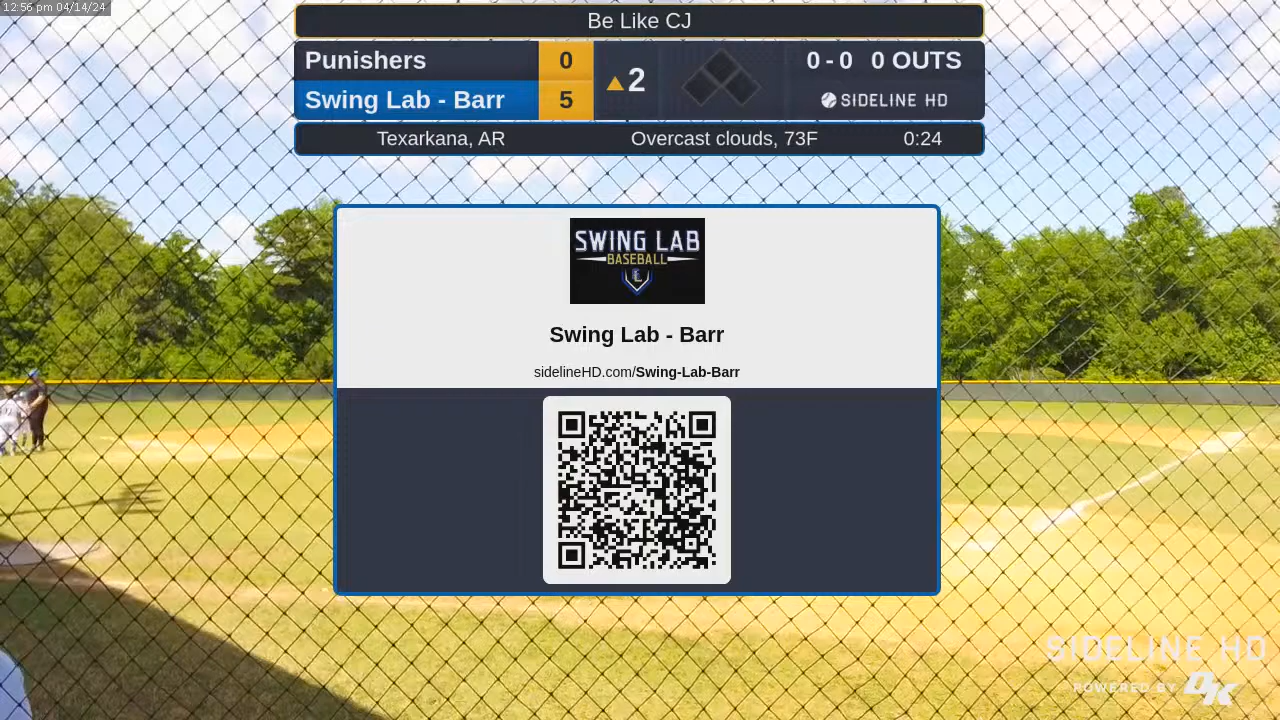 12:56 pm 04/14/24
Be Like CJ
Punishers 0
Swing Lab - Barr 5
▲2
0 - 0 0 OUTS
SIDELINE HD
Texarkana, AR Overcast clouds, 73F 0:24
SWING LAB
BASEBALL
Swing Lab - Barr
sidelineHD.com/Swing-Lab-Barr
SIDELINE HD
POWERED BY DK